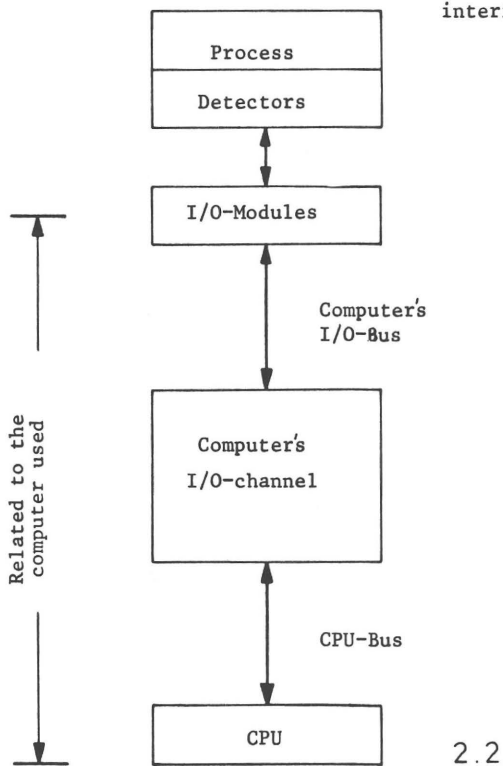 inter
Process
Detectors
I/O-Modules
Computer's
I/O-Bus
Computer's
I/O-channel
Related to the
computer used
CPU-Bus
CPU
2.2